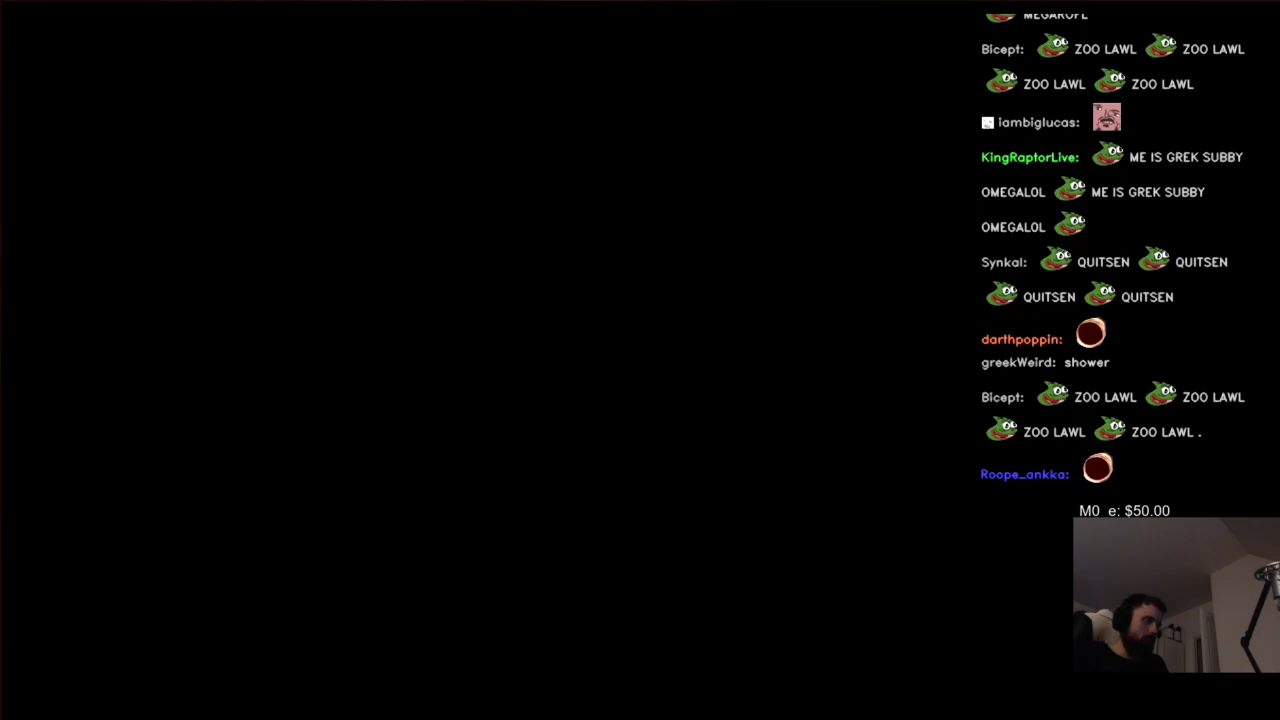 MEGAROFL
Bicept: ZOO LAWL ZOO LAWL
ZOO LAWL ZOO LAWL
iambiglucas:
KingRaptorLive: ME IS GREK SUBBY
OMEGALOL ME IS GREK SUBBY
OMEGALOL
Synkal: QUITSEN QUITSEN
QUITSEN QUITSEN
darthpoppin:
greekWeird: shower
Bicept: ZOO LAWL ZOO LAWL
ZOO LAWL ZOO LAWL .
Roope_ankka:
M0_e: $50.00